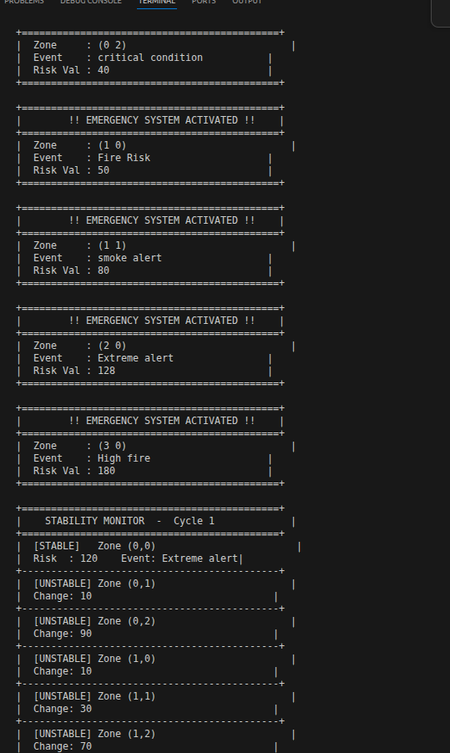 PROBLEMS DEBUG CONSOLE TERMINAL PORTS OUTPUT
+============================================+
| Zone : (0 2) |
| Event : critical condition |
| Risk Val : 40 |
+============================================+
+============================================+
| !! EMERGENCY SYSTEM ACTIVATED !! |
+============================================+
| Zone : (1 0) |
| Event : Fire Risk |
| Risk Val : 50 |
+============================================+
+============================================+
| !! EMERGENCY SYSTEM ACTIVATED !! |
+============================================+
| Zone : (1 1) |
| Event : smoke alert |
| Risk Val : 80 |
+============================================+
+============================================+
| !! EMERGENCY SYSTEM ACTIVATED !! |
+============================================+
| Zone : (2 0) |
| Event : Extreme alert |
| Risk Val : 128 |
+============================================+
+============================================+
| !! EMERGENCY SYSTEM ACTIVATED !! |
+============================================+
| Zone : (3 0) |
| Event : High fire |
| Risk Val : 180 |
+============================================+
+============================================+
| STABILITY MONITOR - Cycle 1 |
+============================================+
| [STABLE] Zone (0,0) |
| Risk : 120 Event: Extreme alert|
+--------------------------------------------+
| [UNSTABLE] Zone (0,1) |
| Change: 10 |
+--------------------------------------------+
| [UNSTABLE] Zone (0,2) |
| Change: 90 |
+--------------------------------------------+
| [UNSTABLE] Zone (1,0) |
| Change: 10 |
+--------------------------------------------+
| [UNSTABLE] Zone (1,1) |
| Change: 30 |
+--------------------------------------------+
| [UNSTABLE] Zone (1,2) |
| Change: 70 |